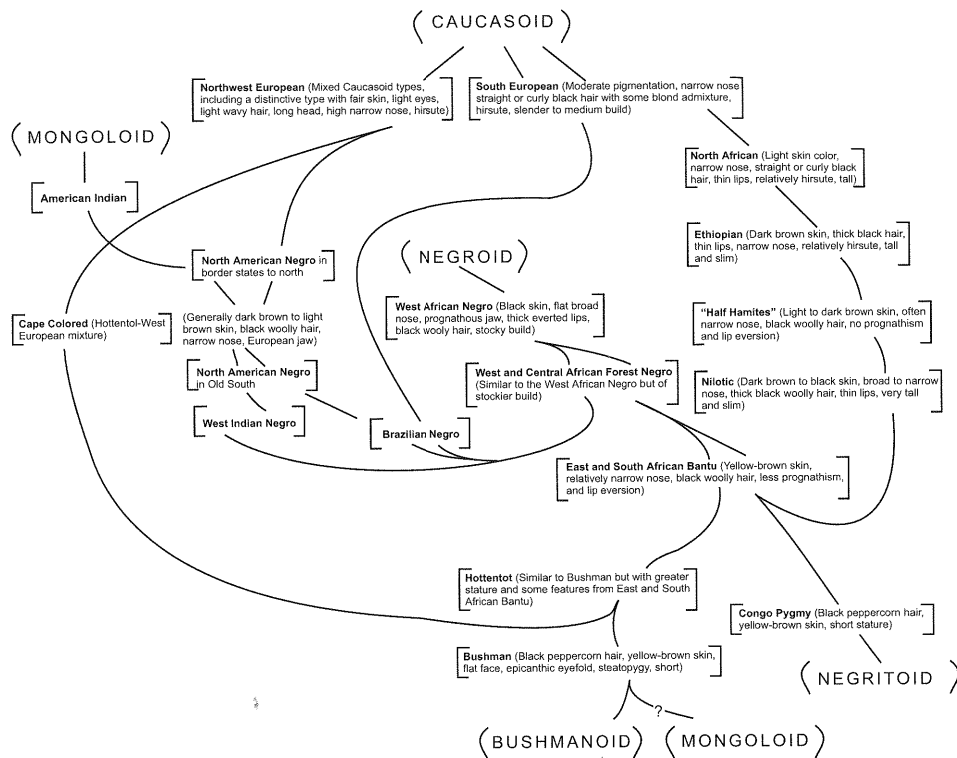 CAUCASOID
Northwest European (Mixed Caucasoid types,
including a distinctive type with fair skin, light eyes,
light wavy hair, long head, high narrow nose, hirsute)
South European (Moderate pigmentation, narrow nose
straight or curly black hair with some blond admixture,
hirsute, slender to medium build)
MONGOLOID
American Indian
North African (Light skin color,
narrow nose, straight or curly black
hair, thin lips, relatively hirsute, tall)
Ethiopian (Dark brown skin, thick black hair,
thin lips, narrow nose, relatively hirsute, tall
and slim)
North American Negro in
border states to north
NEGROID
West African Negro (Black skin, flat broad
nose, prognathous jaw, thick everted lips,
black wooly hair, stocky build)
"Half Hamites" (Light to dark brown skin, often
narrow nose, black woolly hair, no prognathism
and lip eversion)
Cape Colored (Hottentol-West
European mixture)
(Generally dark brown to light
brown skin, black woolly hair,
narrow nose, European jaw)
North American Negro
in Old South
West and Central African Forest Negro
(Similar to the West African Negro but of
stockier build)
Nilotic (Dark brown to black skin, broad to narrow
nose, thick black woolly hair, thin lips, very tall
and slim)
West Indian Negro
Brazilian Negro
East and South African Bantu (Yellow-brown skin,
relatively narrow nose, black woolly hair, less prognathism,
and lip eversion)
Hottentot (Similar to Bushman but with greater
stature and some features from East and South
African Bantu)
Congo Pygmy (Black peppercorn hair,
yellow-brown skin, short stature)
Bushman (Black peppercorn hair, yellow-brown skin,
flat face, epicanthic eyefold, steatopygy, short)
NEGRITOID
?
BUSHMANOID
MONGOLOID